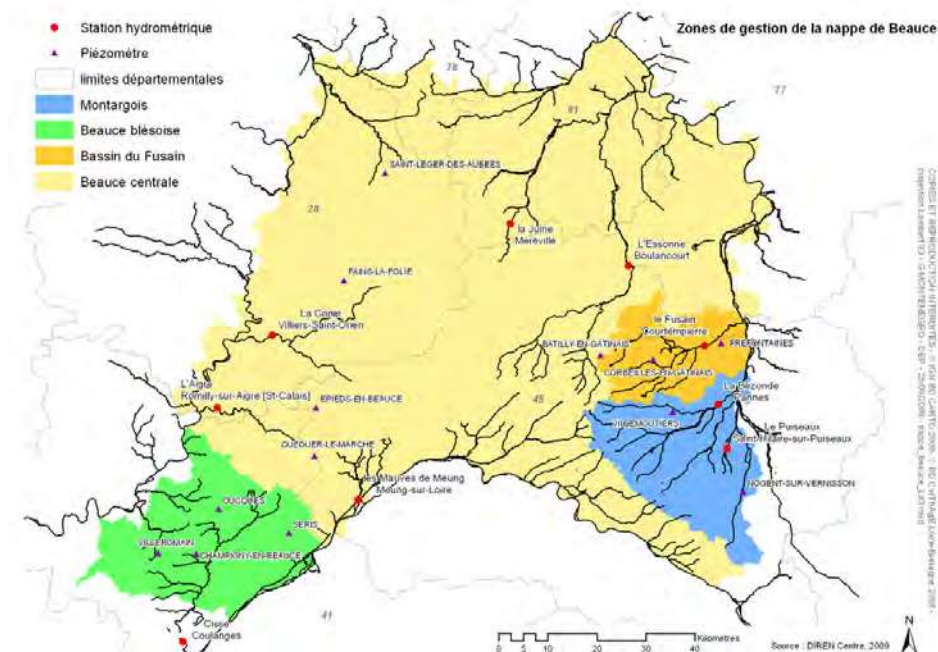 Zones de gestion de la nappe de Beauce
Station hydrométrique
Piézomètre
limites départementales
Montargois
Beauce blésoise
Bassin du Fusain
Beauce centrale
78
77
91
SAINT-LEGER-DES-AUBEES
28
la Juine
Méréville
L'Essonne
Boulancourt
FAINS-LA-FOLIE
La Conie
Villiers-Saint-Orien
le Fusain
Courtempierre
BATILLY-EN-GATINAIS
PREFONTAINES
CORBEILLES-EN-GATINAIS
L'Aigre
Romilly-sur-Aigre [St-Calais]
EPIEDS-EN-BEAUCE
45
La Bezonde
Pannes
VILLEMOUTIERS
Le Puiseaux
Saint-Hilaire-sur-Puiseaux
OUCQUES
les Mauves de Meung
Meung-sur-Loire
NOGENT-SUR-VERNISSON
SERIS
VILLEROMAIN
CHAMPIGNY-EN-BEAUCE
41
Cisse
Coulanges
0 5 10 20 30 40
Kilomètres
Source : DIREN Centre, 2009
N